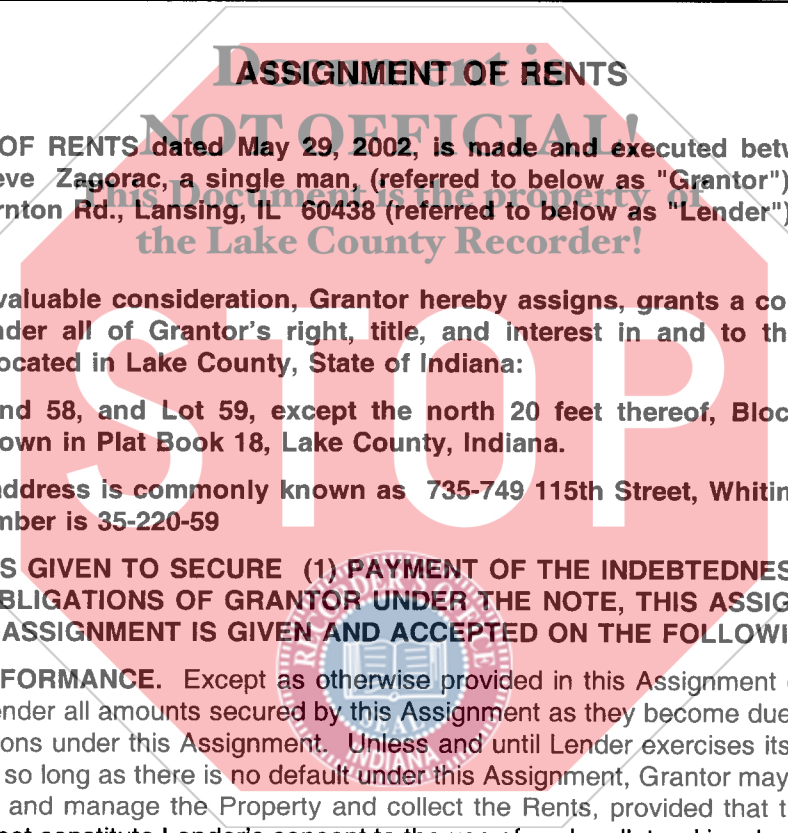 Document is
ASSIGNMENT OF RENTS
NOT OFFICIAL!
OF RENTS dated May 29, 2002, is made and executed betw
eve Zagorac, a single man, (referred to below as "Grantor")
This Document is the property of
rnton Rd., Lansing, IL 60438 (referred to below as "Lender")
the Lake County Recorder!
valuable consideration, Grantor hereby assigns, grants a co
nder all of Grantor's right, title, and interest in and to th
ocated in Lake County, State of Indiana:
STOP
nd 58, and Lot 59, except the north 20 feet thereof, Bloc
own in Plat Book 18, Lake County, Indiana.
address is commonly known as 735-749 115th Street, Whitin
mber is 35-220-59
S GIVEN TO SECURE (1) PAYMENT OF THE INDEBTEDNES
BLIGATIONS OF GRANTOR UNDER THE NOTE, THIS ASSIG
ASSIGNMENT IS GIVEN AND ACCEPTED ON THE FOLLOWI
RECORDER'S OFFICE
FORMANCE. Except as otherwise provided in this Assignment
ender all amounts secured by this Assignment as they become due
SEAL
ons under this Assignment. Unless and until Lender exercises its
INDIANA
so long as there is no default under this Assignment, Grantor may
and manage the Property and collect the Rents, provided that t